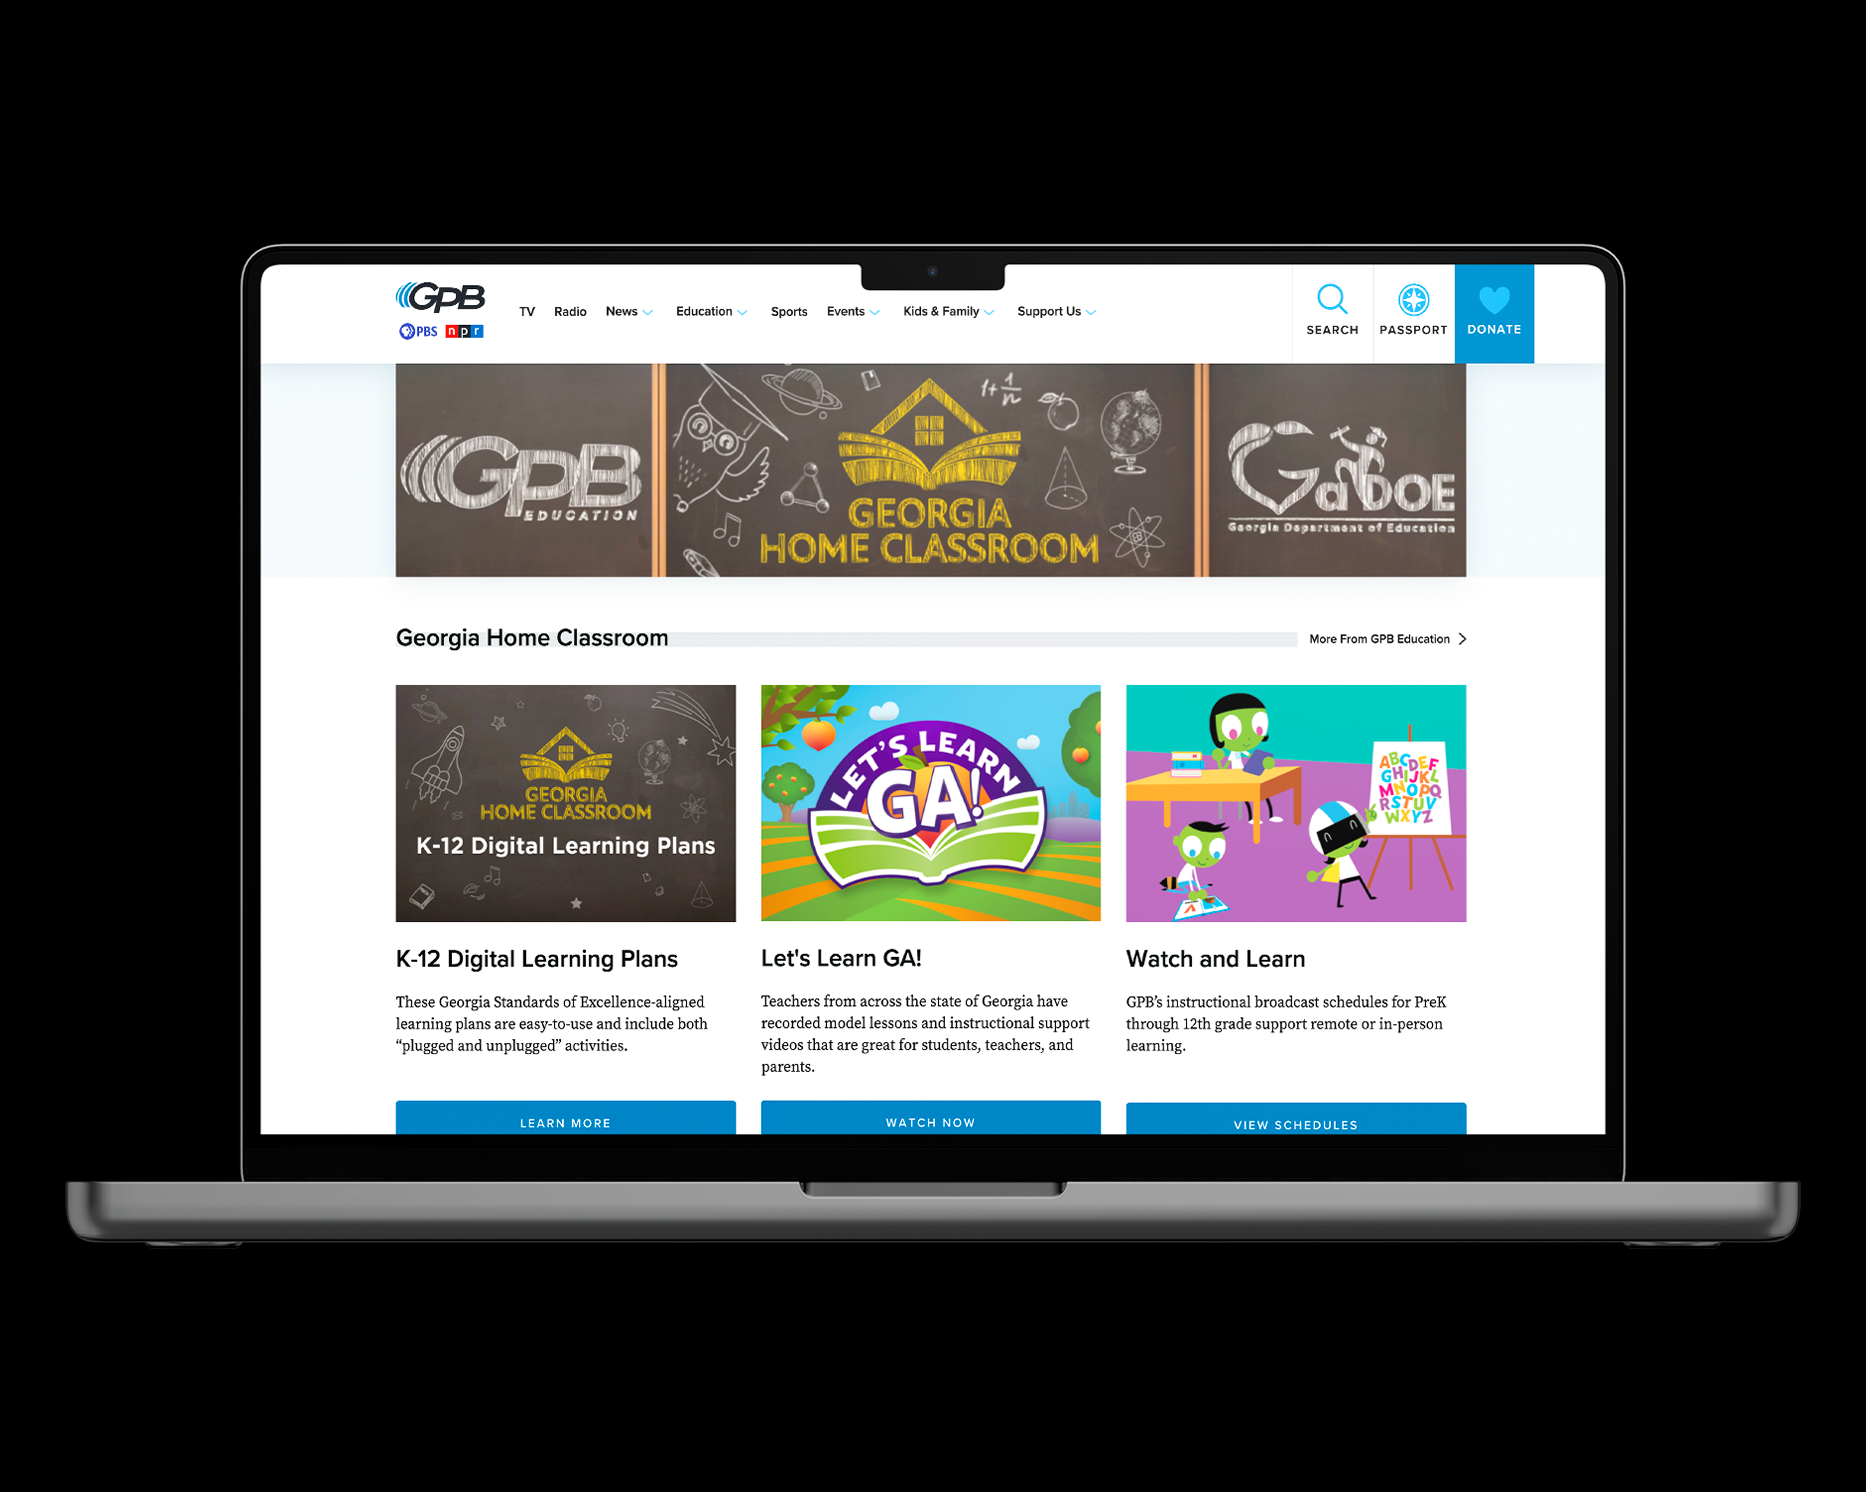 GPB
PBS npr
TV Radio News Education Sports Events Kids & Family Support Us
SEARCH PASSPORT DONATE
GPB
EDUCATION
1+1/n
GEORGIA
HOME CLASSROOM
GaDOE
Georgia Department of Education
Georgia Home Classroom
More From GPB Education
GEORGIA
HOME CLASSROOM
K-12 Digital Learning Plans
LET'S LEARN
GA!
ABCDEF
GHIJKL
MNOPQ
RSTUV
WXYZ
K-12 Digital Learning Plans
These Georgia Standards of Excellence-aligned
learning plans are easy-to-use and include both
“plugged and unplugged” activities.
LEARN MORE
Let's Learn GA!
Teachers from across the state of Georgia have
recorded model lessons and instructional support
videos that are great for students, teachers, and
parents.
WATCH NOW
Watch and Learn
GPB’s instructional broadcast schedules for PreK
through 12th grade support remote or in-person
learning.
VIEW SCHEDULES